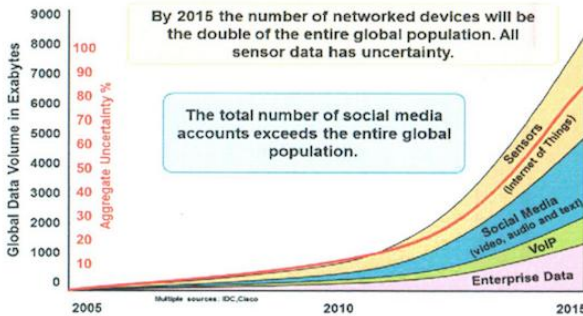 By 2015 the number of networked devices will be
the double of the entire global population. All
sensor data has uncertainty.
The total number of social media
accounts exceeds the entire global
population.
Global Data Volume in Exabytes
9000
8000
7000
6000
5000
4000
3000
2000
1000
0
Aggregate Uncertainty %
100
90
80
70
60
50
40
30
20
10
Sensors
(Internet of Things)
Social Media
(video, audio and text)
VoIP
Enterprise Data
Multiple sources: IDC,Cisco
2005
2010
2015